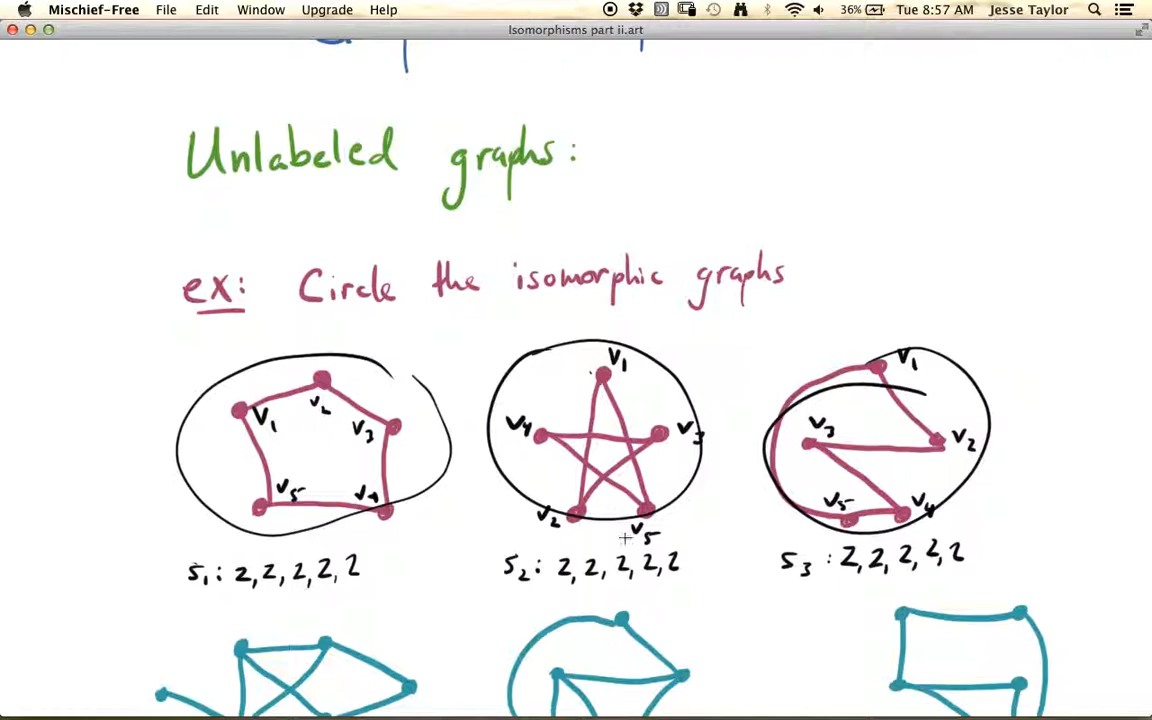 Mischief-Free File Edit Window Upgrade Help 36% Tue 8:57 AM Jesse Taylor
Isomorphisms part ii.art
Unlabeled graphs:
ex: Circle the isomorphic graphs
V1 V2 V3 V4 V5
V1 V3 V4 V2 V5
V1 V2 V3 V4 V5
S1: 2, 2, 2, 2, 2
S2: 2, 2, 2, 2, 2
S3: 2, 2, 2, 2, 2